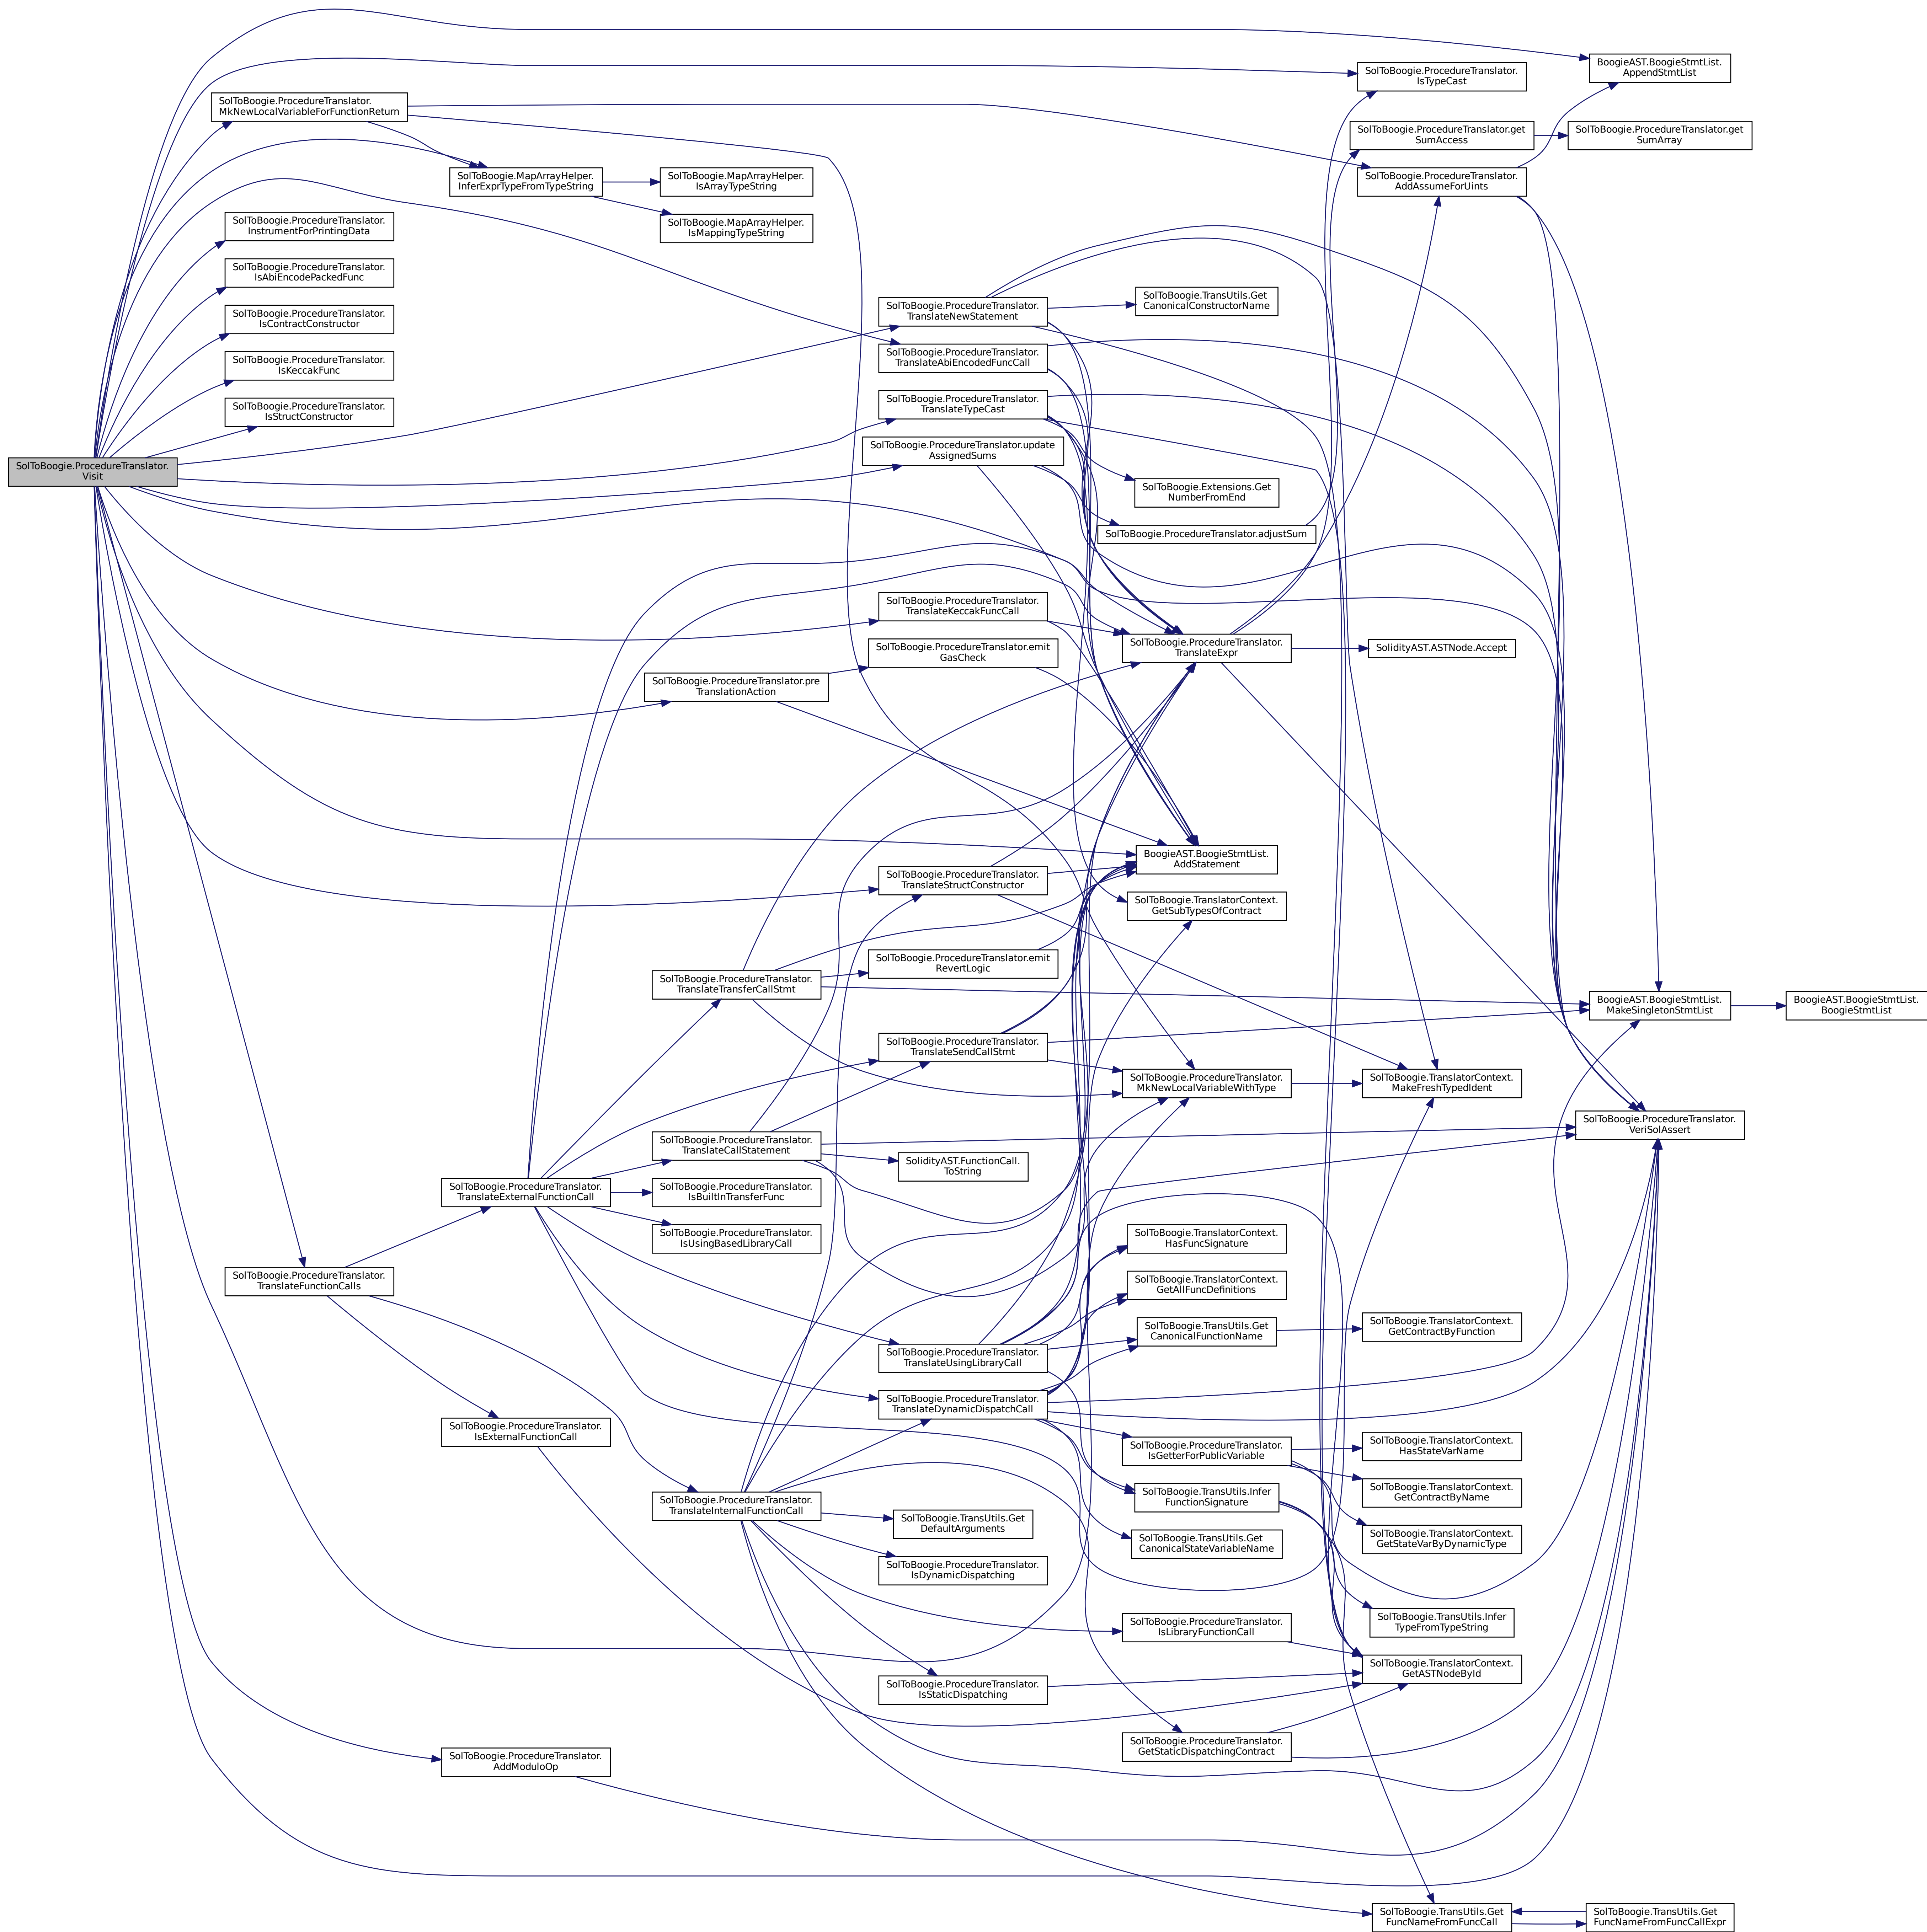 SolToBoogie.ProcedureTranslator.
Visit
SolToBoogie.ProcedureTranslator.
MkNewLocalVariableForFunctionReturn
SolToBoogie.ProcedureTranslator.
InstrumentForPrintingData
SolToBoogie.ProcedureTranslator.
IsAbiEncodePackedFunc
SolToBoogie.ProcedureTranslator.
IsContractConstructor
SolToBoogie.ProcedureTranslator.
IsKeccakFunc
SolToBoogie.ProcedureTranslator.
IsStructConstructor
SolToBoogie.ProcedureTranslator.
TranslateFunctionCalls
SolToBoogie.MapArrayHelper.
InferExprTypeFromTypeString
SolToBoogie.ProcedureTranslator.
TranslateExternalFunctionCall
SolToBoogie.ProcedureTranslator.
IsExternalFunctionCall
SolToBoogie.ProcedureTranslator.
AddModuloOp
SolToBoogie.MapArrayHelper.
IsArrayTypeString
SolToBoogie.MapArrayHelper.
IsMappingTypeString
SolToBoogie.ProcedureTranslator.pre
TranslationAction
SolToBoogie.ProcedureTranslator.
TranslateTransferCallStmt
SolToBoogie.ProcedureTranslator.
TranslateCallStatement
SolToBoogie.ProcedureTranslator.
IsBuiltInTransferFunc
SolToBoogie.ProcedureTranslator.
IsUsingBasedLibraryCall
SolToBoogie.ProcedureTranslator.
TranslateInternalFunctionCall
SolToBoogie.ProcedureTranslator.
TranslateNewStatement
SolToBoogie.ProcedureTranslator.
TranslateAbiEncodedFuncCall
SolToBoogie.ProcedureTranslator.
TranslateTypeCast
SolToBoogie.ProcedureTranslator.update
AssignedSums
SolToBoogie.ProcedureTranslator.
TranslateKeccakFuncCall
SolToBoogie.ProcedureTranslator.emit
GasCheck
SolToBoogie.ProcedureTranslator.
TranslateStructConstructor
SolToBoogie.ProcedureTranslator.emit
RevertLogic
SolToBoogie.ProcedureTranslator.
TranslateSendCallStmt
SolidityAST.FunctionCall.
ToString
SolToBoogie.ProcedureTranslator.
TranslateUsingLibraryCall
SolToBoogie.ProcedureTranslator.
TranslateDynamicDispatchCall
SolToBoogie.TransUtils.Get
DefaultArguments
SolToBoogie.ProcedureTranslator.
IsDynamicDispatching
SolToBoogie.ProcedureTranslator.
IsStaticDispatching
SolToBoogie.TransUtils.Get
CanonicalConstructorName
SolToBoogie.Extensions.Get
NumberFromEnd
SolToBoogie.ProcedureTranslator.adjustSum
SolToBoogie.ProcedureTranslator.
TranslateExpr
BoogieAST.BoogieStmtList.
AddStatement
SolToBoogie.TranslatorContext.
GetSubTypesOfContract
SolToBoogie.ProcedureTranslator.
MkNewLocalVariableWithType
SolToBoogie.TranslatorContext.
HasFuncSignature
SolToBoogie.TranslatorContext.
GetAllFuncDefinitions
SolToBoogie.TransUtils.Get
CanonicalFunctionName
SolToBoogie.ProcedureTranslator.
IsGetterForPublicVariable
SolToBoogie.TransUtils.Infer
FunctionSignature
SolToBoogie.TransUtils.Get
CanonicalStateVariableName
SolToBoogie.ProcedureTranslator.
IsLibraryFunctionCall
SolToBoogie.ProcedureTranslator.
GetStaticDispatchingContract
SolToBoogie.ProcedureTranslator.
IsTypeCast
SolToBoogie.ProcedureTranslator.get
SumAccess
SolToBoogie.ProcedureTranslator.
AddAssumeForUints
SolidityAST.ASTNode.Accept
SolToBoogie.TranslatorContext.
MakeFreshTypedIdent
SolToBoogie.TranslatorContext.
GetContractByFunction
SolToBoogie.TranslatorContext.
HasStateVarName
SolToBoogie.TranslatorContext.
GetContractByName
SolToBoogie.TranslatorContext.
GetStateVarByDynamicType
SolToBoogie.TransUtils.Infer
TypeFromTypeString
SolToBoogie.TranslatorContext.
GetASTNodeById
SolToBoogie.TransUtils.Get
FuncNameFromFuncCall
BoogieAST.BoogieStmtList.
AppendStmtList
SolToBoogie.ProcedureTranslator.get
SumArray
BoogieAST.BoogieStmtList.
MakeSingletonStmtList
SolToBoogie.ProcedureTranslator.
VeriSolAssert
SolToBoogie.TransUtils.Get
FuncNameFromFuncCallExpr
BoogieAST.BoogieStmtList.
BoogieStmtList